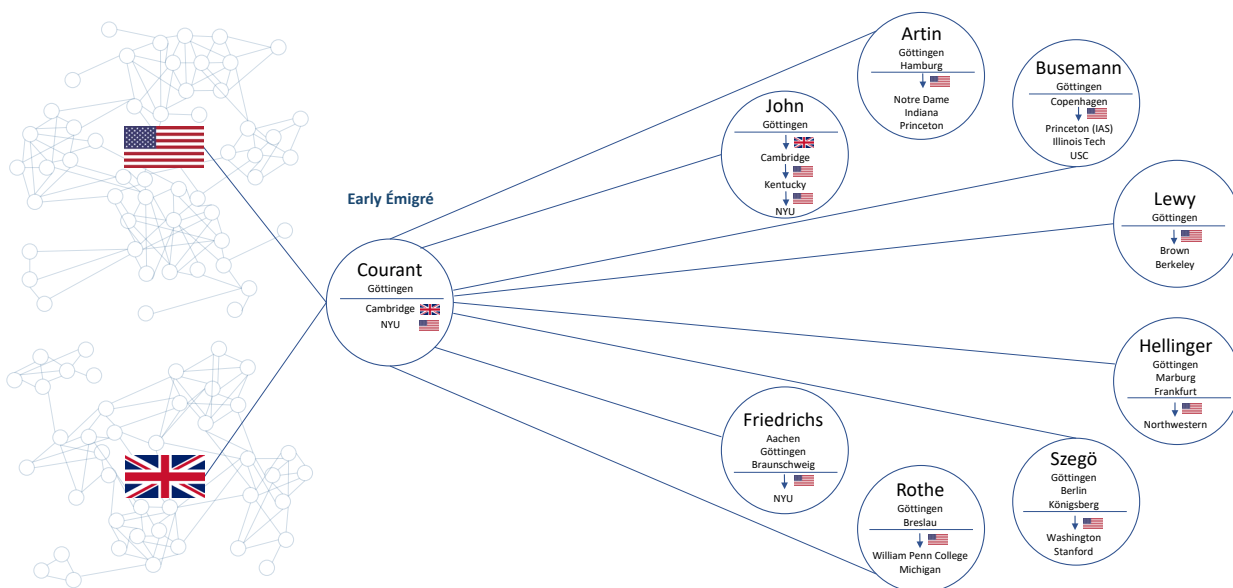 Early Émigré
Courant
Göttingen
Cambridge
NYU
Artin
Göttingen
Hamburg
Notre Dame
Indiana
Princeton
John
Göttingen
Cambridge
Kentucky
NYU
Busemann
Göttingen
Copenhagen
Princeton (IAS)
Illinois Tech
USC
Lewy
Göttingen
Brown
Berkeley
Hellinger
Göttingen
Marburg
Frankfurt
Northwestern
Szegö
Göttingen
Berlin
Königsberg
Washington
Stanford
Friedrichs
Aachen
Göttingen
Braunschweig
NYU
Rothe
Göttingen
Breslau
William Penn College
Michigan